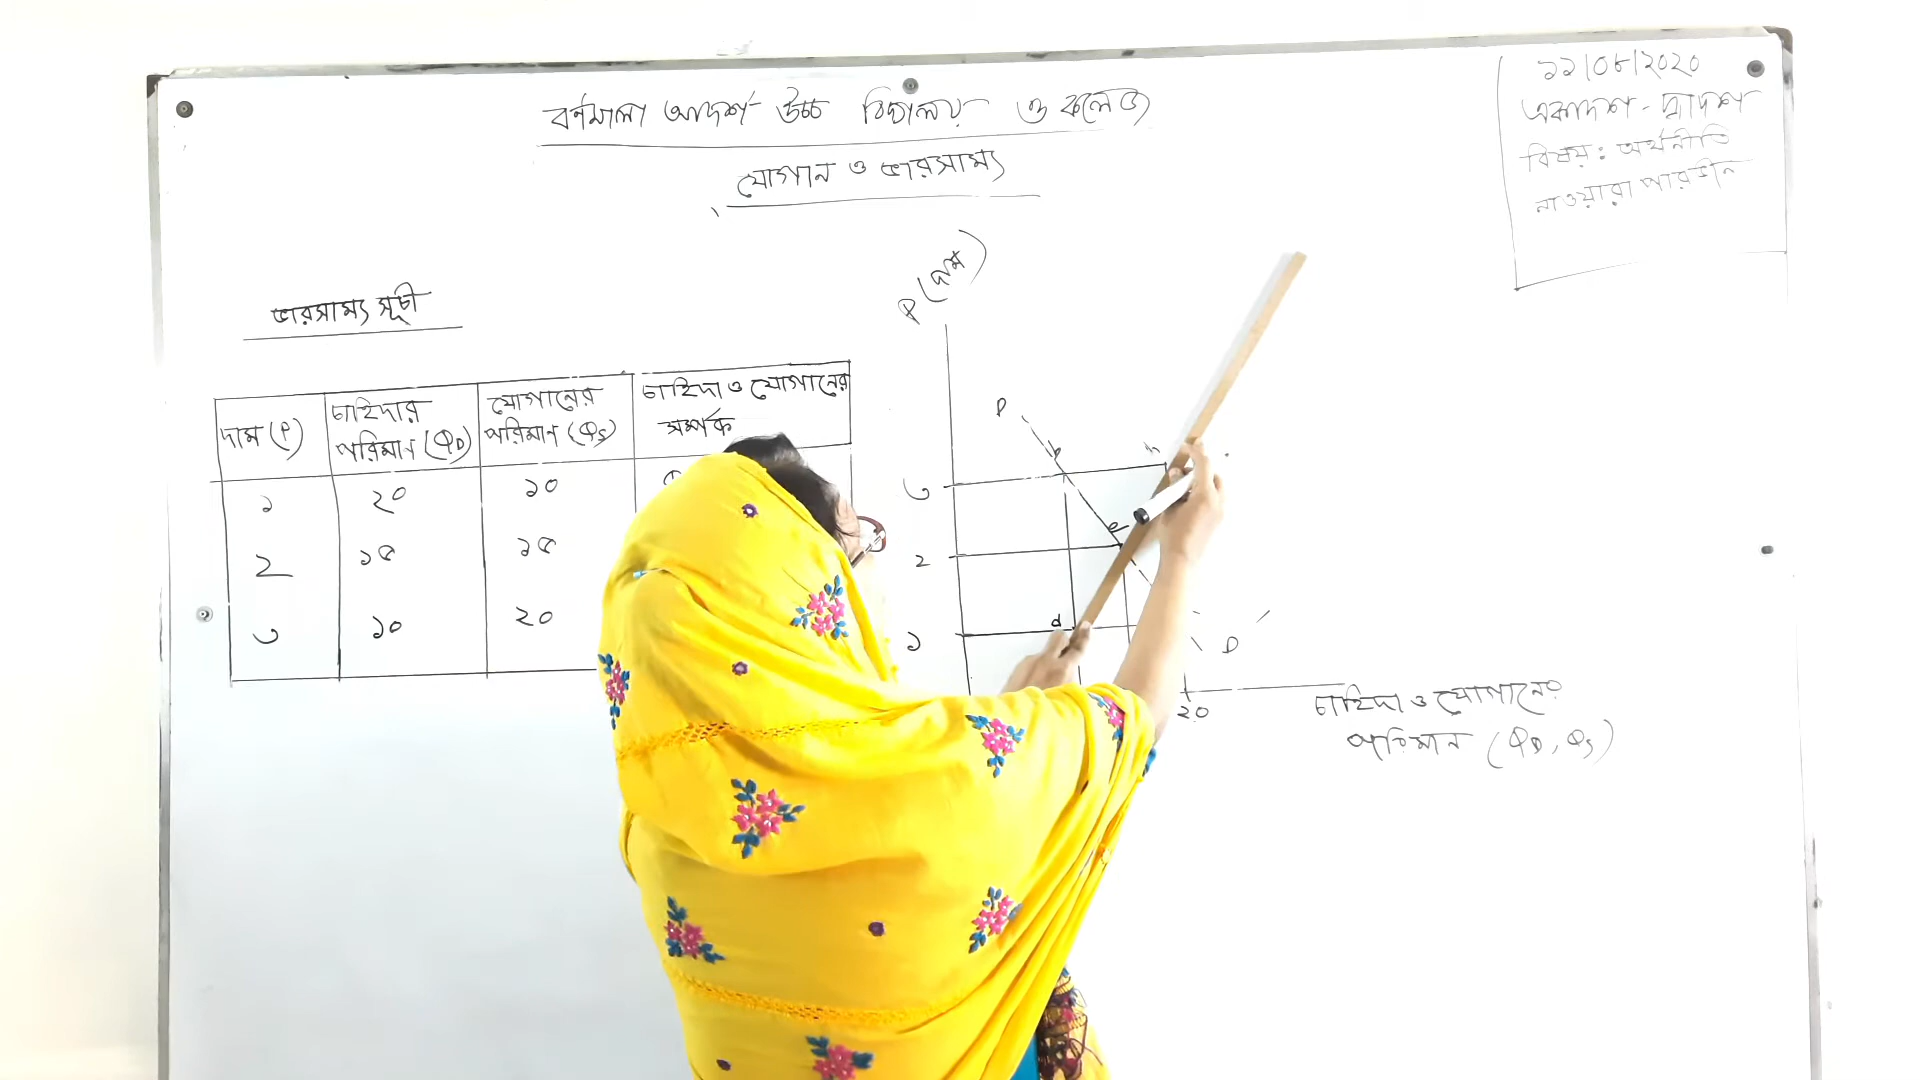 বর্ণমালা আদর্শ উচ্চ বিদ্যালয় ও কলেজ
যোগান ও ভারসাম্য
১১/০৮/২০২০
একাদশ - দ্বাদশ
বিষয়: অর্থনীতি
নাওয়ারা পারভীন
ভারসাম্য সূচী
দাম (P) চাহিদার পরিমান (QD) যোগানের পরিমান (QS) চাহিদা ও যোগানের সম্পর্ক
১ ২০ ১০
২ ১৫ ১৫
৩ ১০ ২০
P (দাম)
D
b
n
৩
e
২
d
১
D
২০
চাহিদা ও যোগানের
পরিমান (QD, QS)